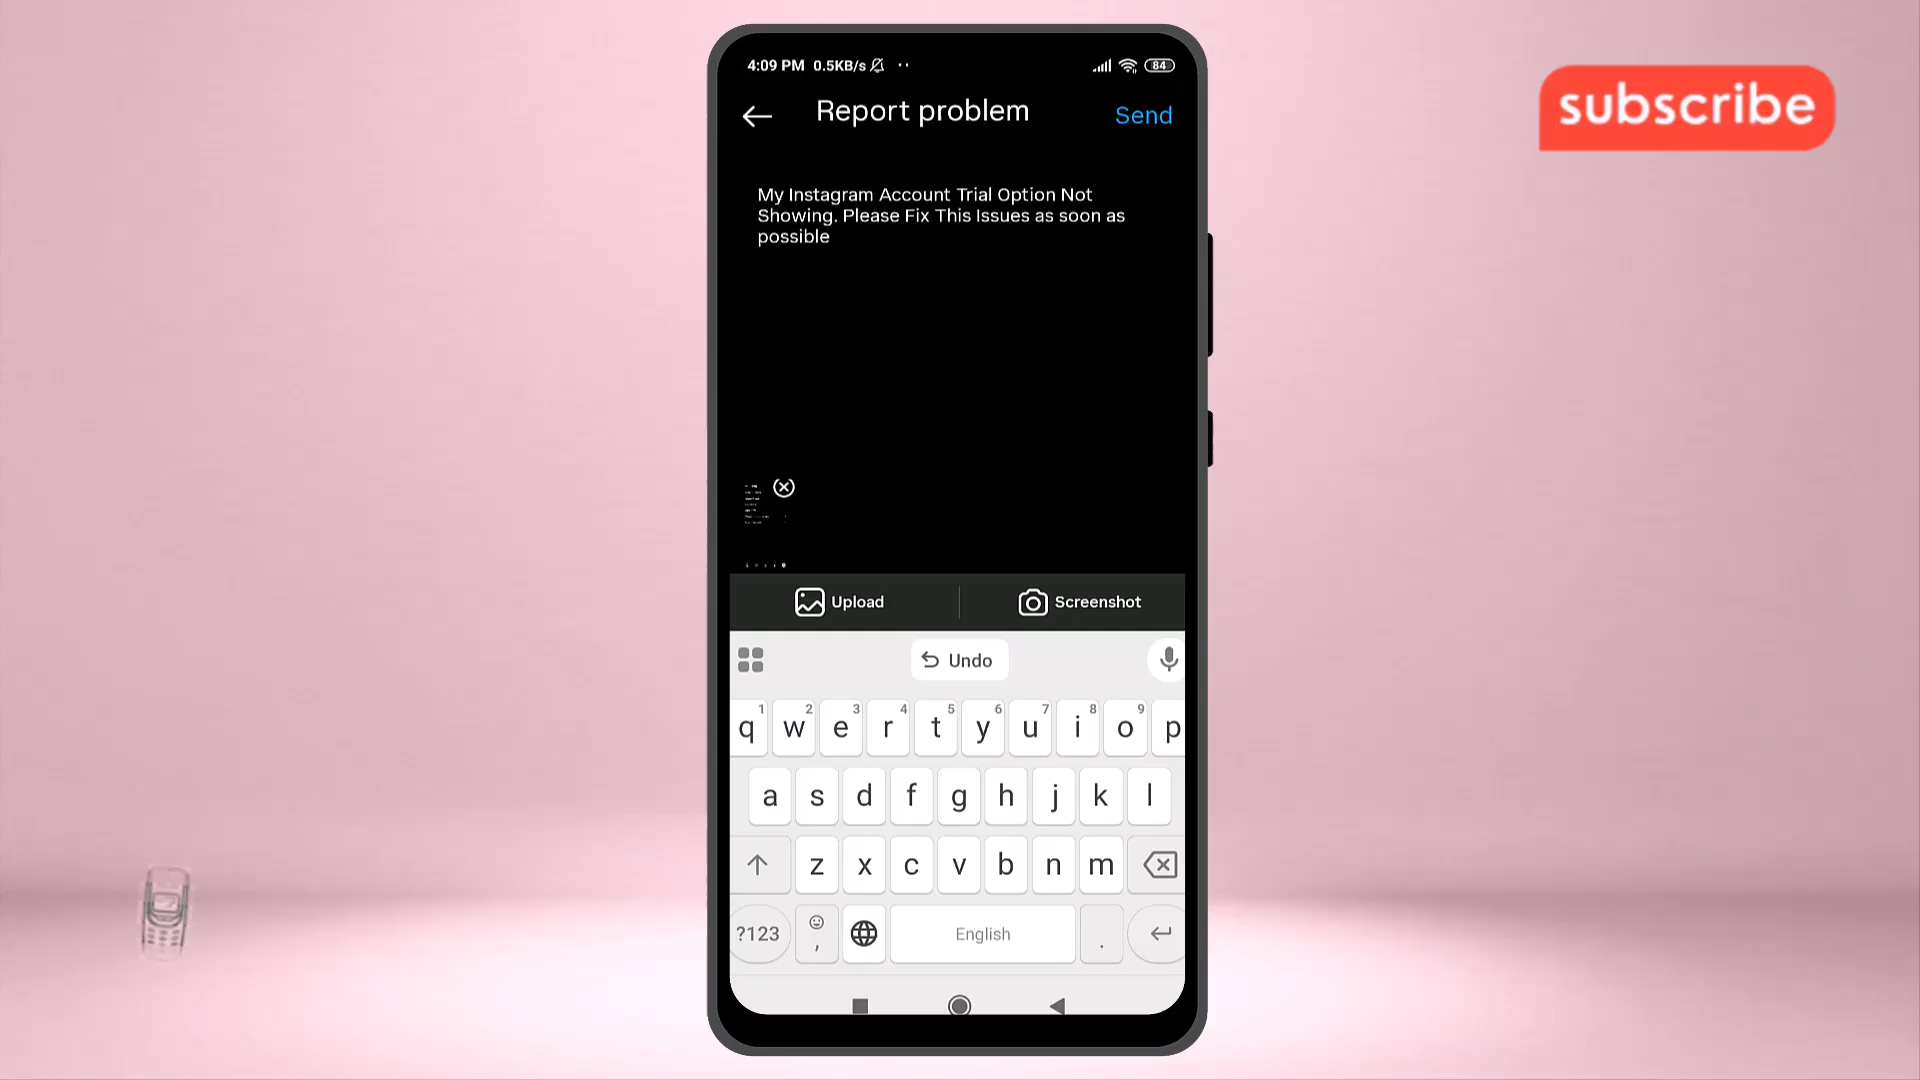 subscribe
4:09 PM 0.5KB/s 84
Report problem
Send
My Instagram Account Trial Option Not
Showing. Please Fix This Issues as soon as
possible
Upload
Screenshot
Undo
1 2 3 4 5 6 7 8 9
q w e r t y u i o p
a s d f g h j k l
z x c v b n m
?123 , English .